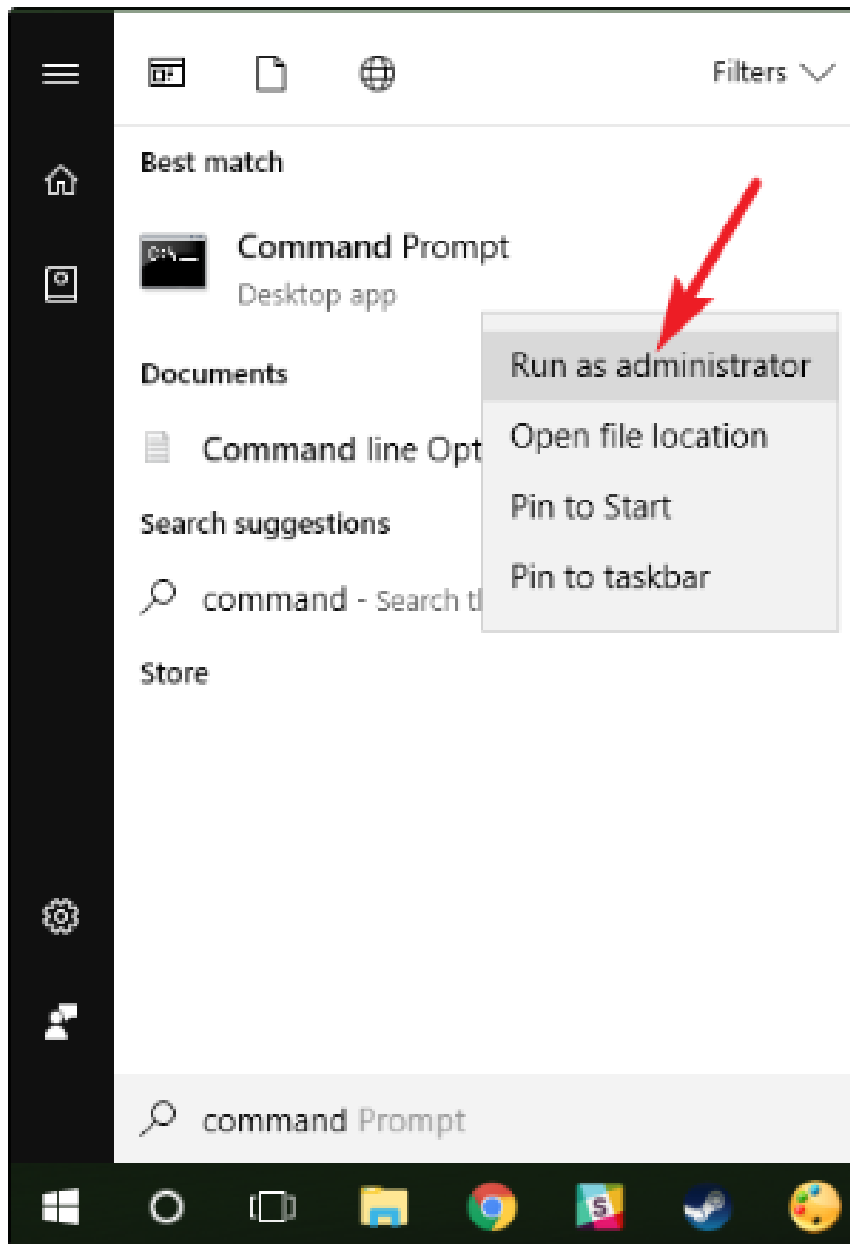 Filters
Best match
Command Prompt
Desktop app
Run as administrator
Documents
Open file location
Command line Opt
Pin to Start
Search suggestions
Pin to taskbar
command - Search t
Store
command Prompt